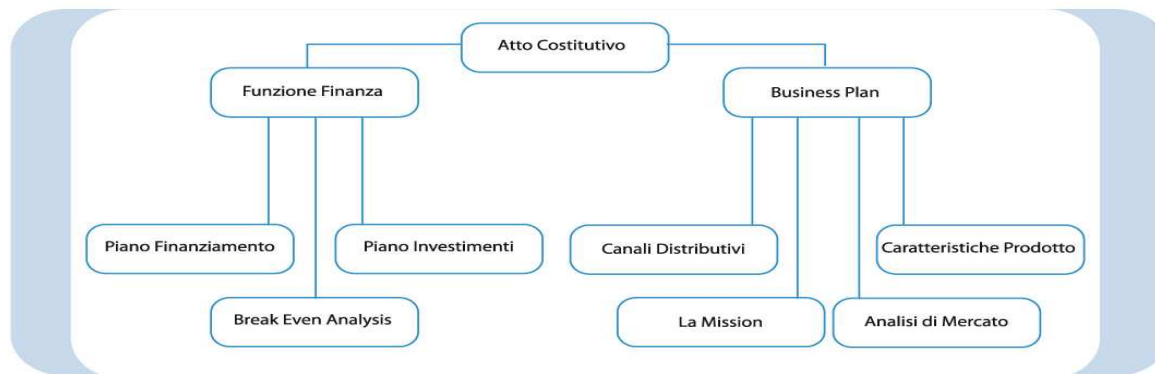 Atto Costitutivo
Funzione Finanza
Business Plan
Piano Finanziamento
Piano Investimenti
Canali Distributivi
Caratteristiche Prodotto
Break Even Analysis
La Mission
Analisi di Mercato